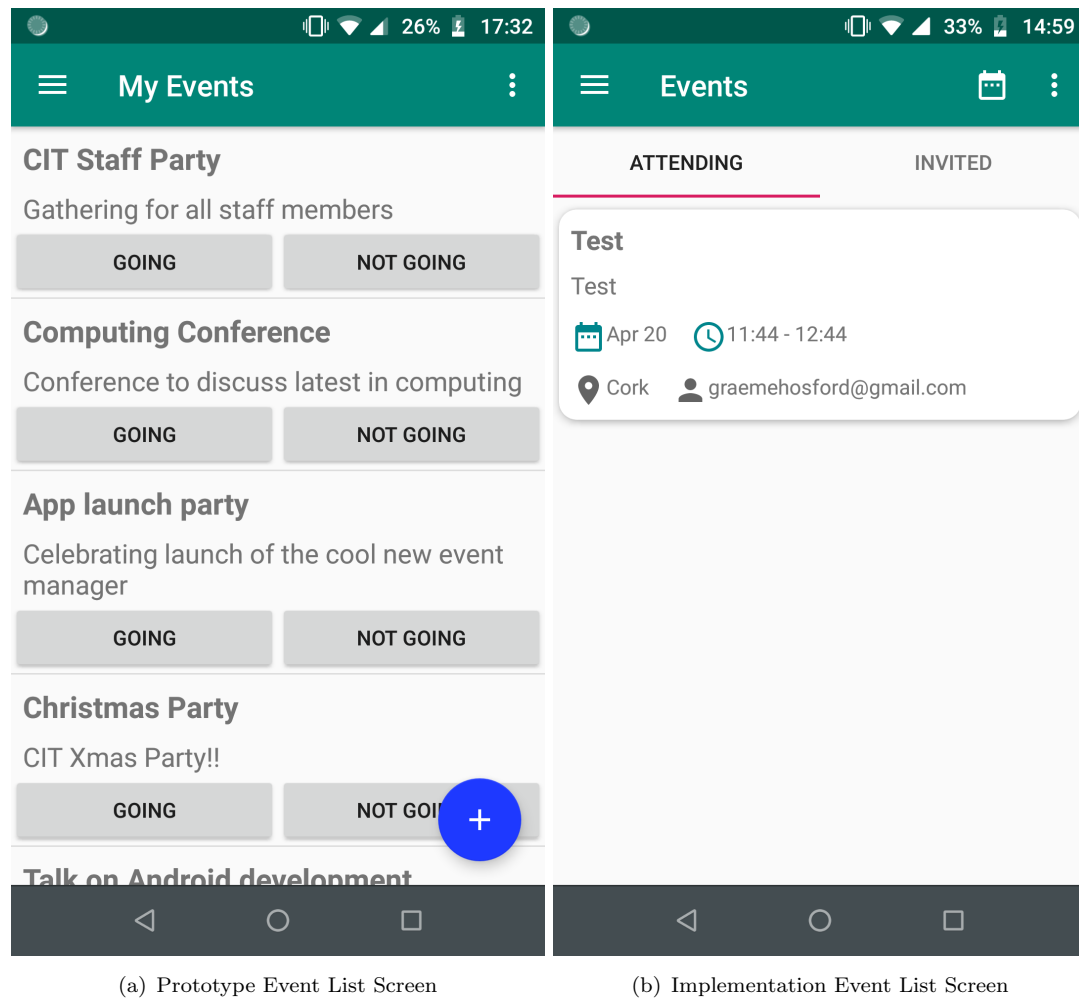 26% 17:32
My Events
CIT Staff Party
Gathering for all staff members
GOING NOT GOING
Computing Conference
Conference to discuss latest in computing
GOING NOT GOING
App launch party
Celebrating launch of the cool new event
manager
GOING NOT GOING
Christmas Party
CIT Xmas Party!!
GOING NOT GOI
Talk on Android development
(a) Prototype Event List Screen
33% 14:59
Events
ATTENDING INVITED
Test
Test
Apr 20 11:44 - 12:44
Cork graemehosford@gmail.com
(b) Implementation Event List Screen